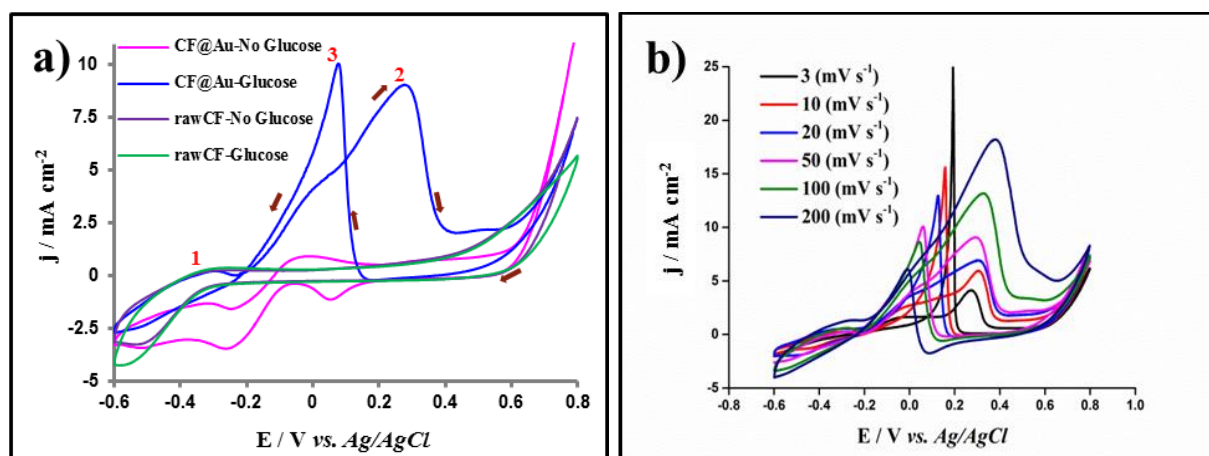 a)
CF@Au-No Glucose
CF@Au-Glucose
rawCF-No Glucose
rawCF-Glucose
1
2
3
j / mA cm-2
10
7.5
5
2.5
0
-2.5
-5
-0.6 -0.4 -0.2 0 0.2 0.4 0.6 0.8
E / V vs. Ag/AgCl
b)
3 (mV s-1)
10 (mV s-1)
20 (mV s-1)
50 (mV s-1)
100 (mV s-1)
200 (mV s-1)
j / mA cm-2
25
20
15
10
5
0
-5
-0.8 -0.6 -0.4 -0.2 0.0 0.2 0.4 0.6 0.8 1.0
E / V vs. Ag/AgCl